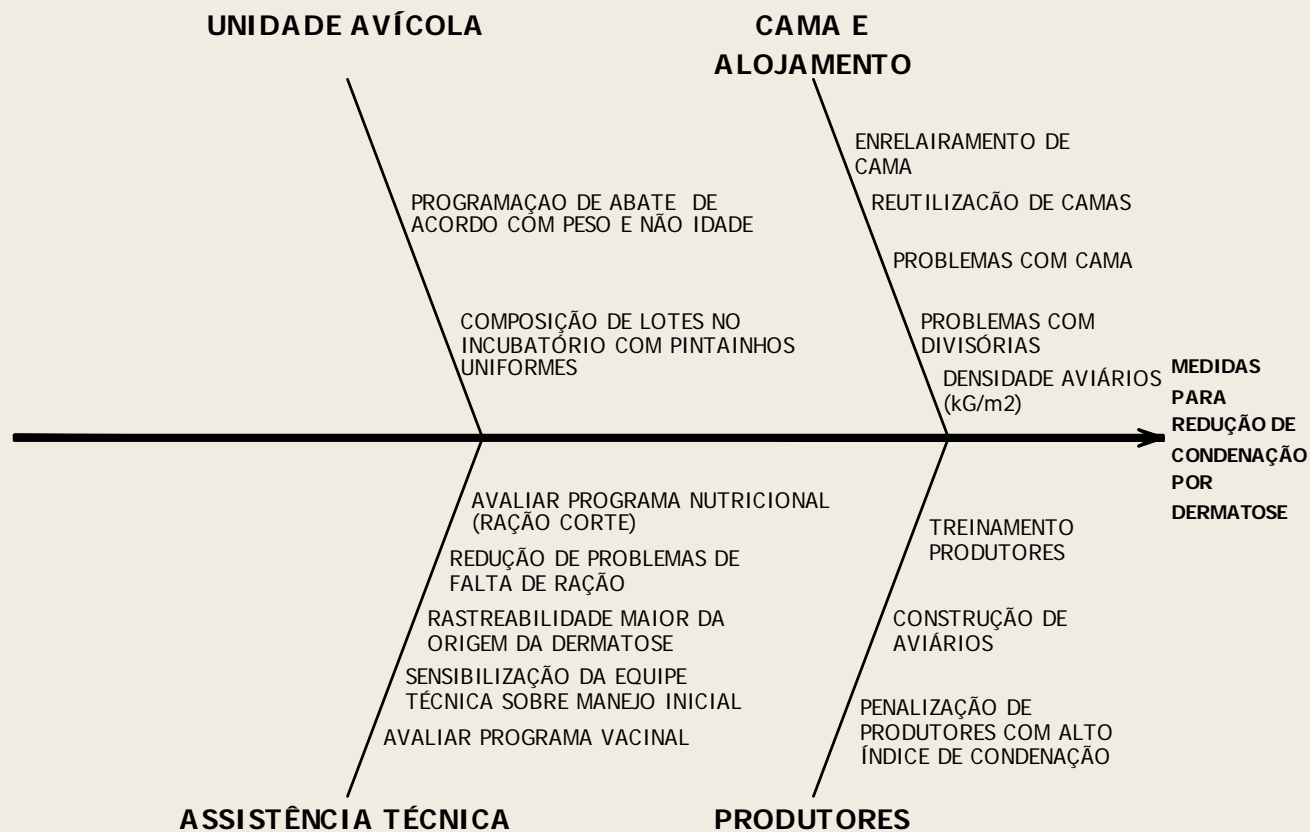 UNIDADE AVÍCOLA
PROGRAMAÇAO DE ABATE DE
ACORDO COM PESO E NÃO IDADE
COMPOSIÇÃO DE LOTES NO
INCUBATÓRIO COM PINTAINHOS
UNIFORMES
CAMA E
ALOJAMENTO
ENRELAIRAMENTO DE
CAMA
REUTILIZACÃO DE CAMAS
PROBLEMAS COM CAMA
PROBLEMAS COM
DIVISÓRIAS
DENSIDADE AVIÁRIOS
(kG/m2)
MEDIDAS
PARA
REDUÇÃO DE
CONDENAÇÃO
POR
DERMATOSE
AVALIAR PROGRAMA NUTRICIONAL
(RAÇÃO CORTE)
REDUÇÃO DE PROBLEMAS DE
FALTA DE RAÇÃO
RASTREABILIDADE MAIOR DA
ORIGEM DA DERMATOSE
SENSIBILIZAÇÃO DA EQUIPE
TÉCNICA SOBRE MANEJO INICIAL
AVALIAR PROGRAMA VACINAL
ASSISTÊNCIA TÉCNICA
TREINAMENTO
PRODUTORES
CONSTRUÇÃO DE
AVIÁRIOS
PENALIZAÇÃO DE
PRODUTORES COM ALTO
ÍNDICE DE CONDENAÇÃO
PRODUTORES